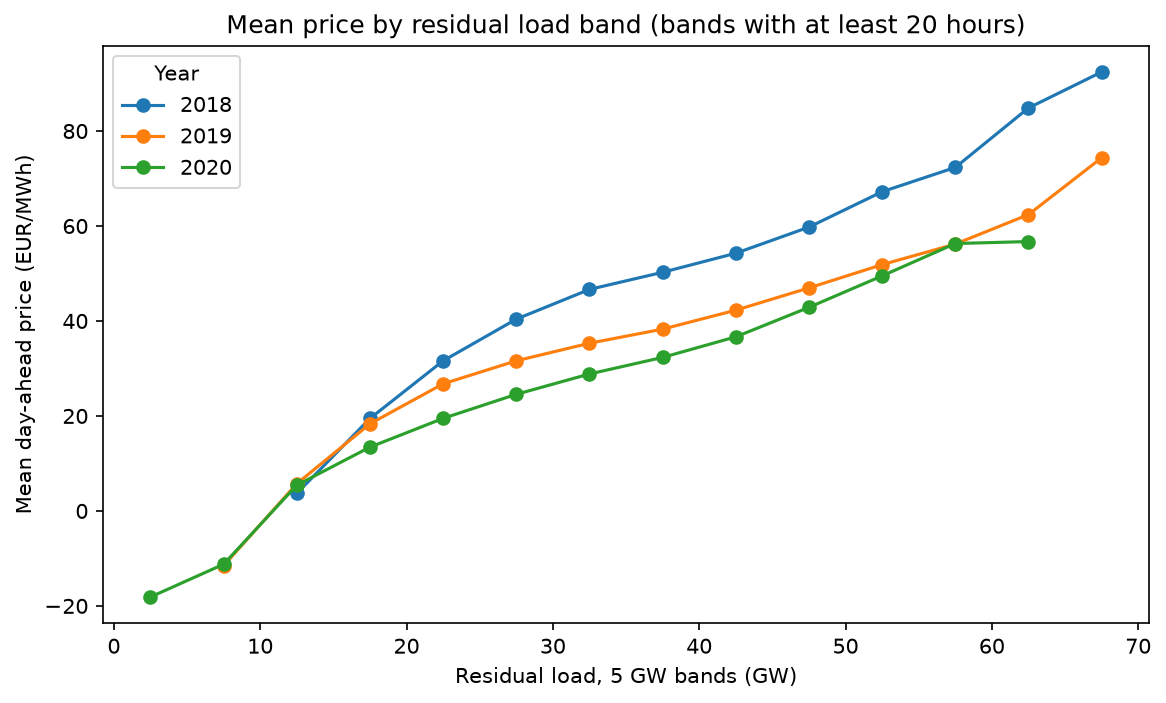 Mean price by residual load band (bands with at least 20 hours)
Year
2018
2019
2020
Mean day-ahead price (EUR/MWh)
80
60
40
20
0
−20
0 10 20 30 40 50 60 70
Residual load, 5 GW bands (GW)